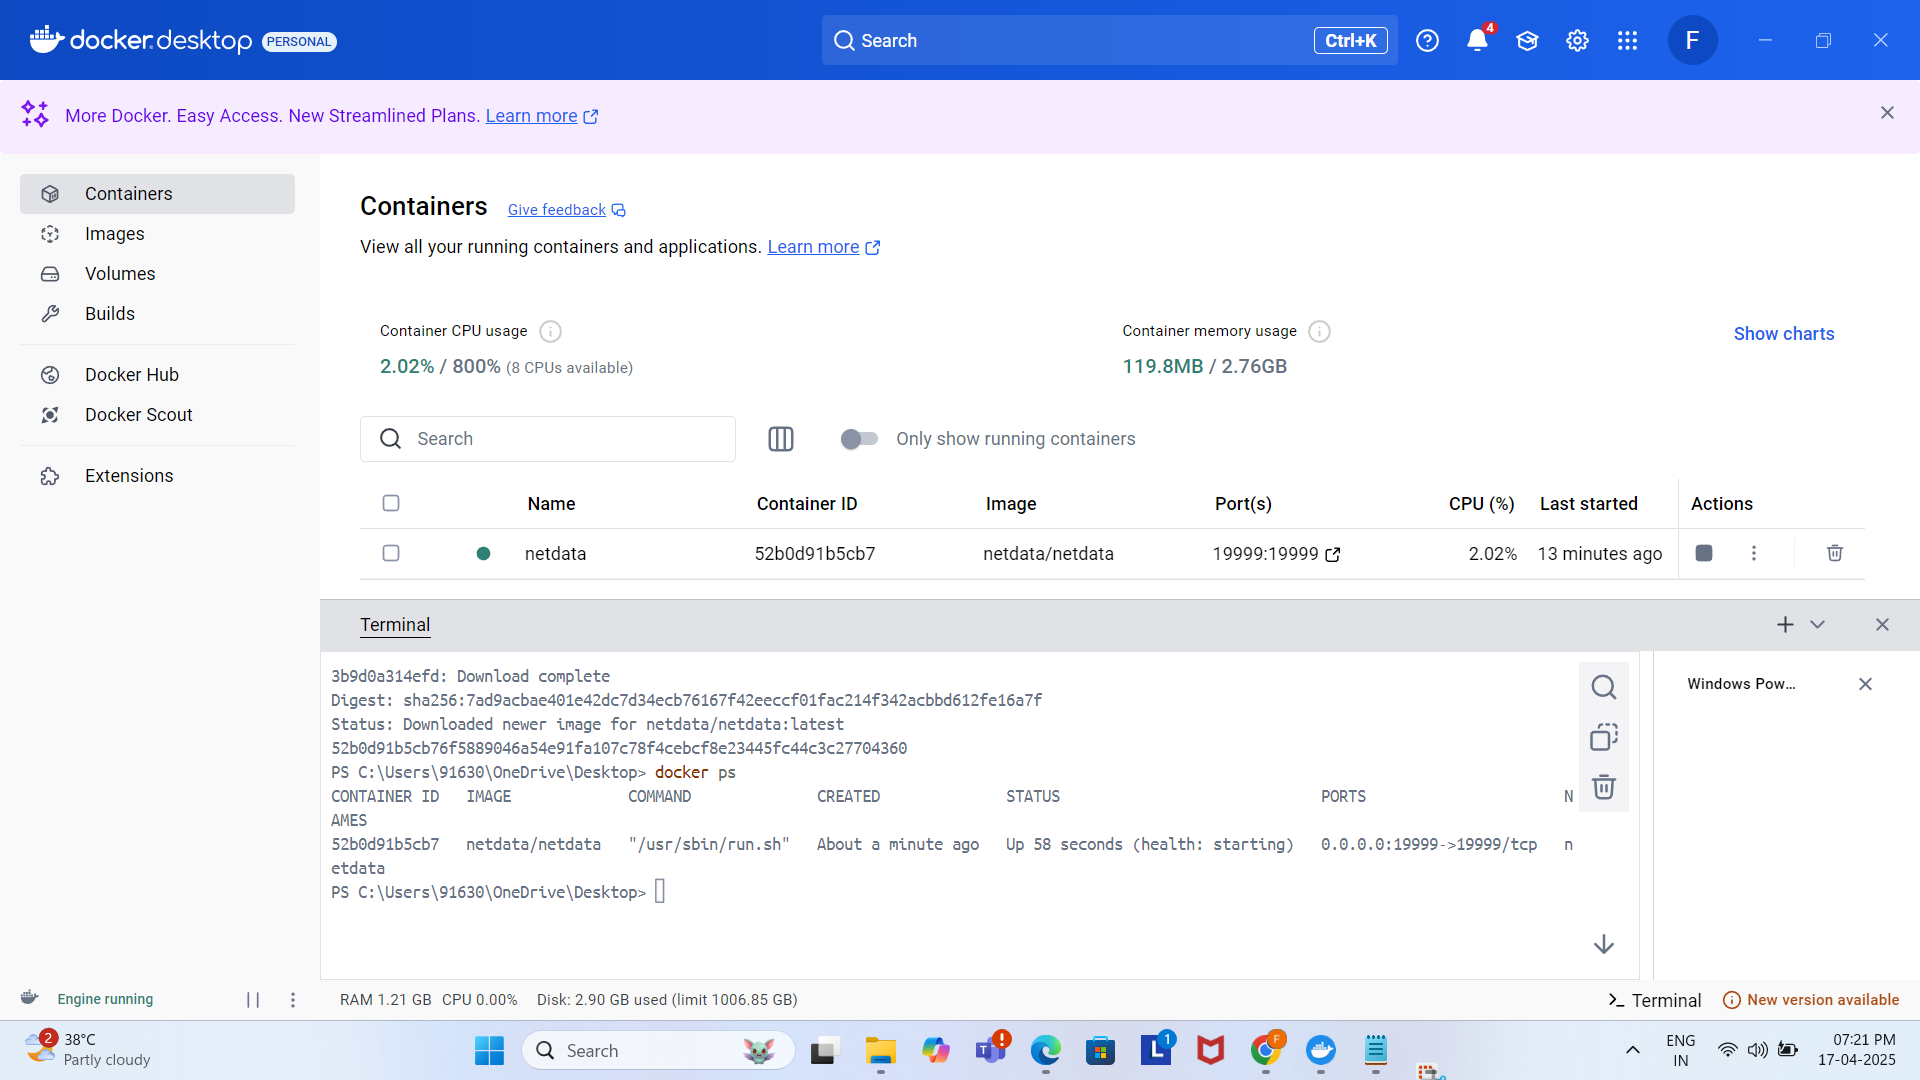 docker.desktop PERSONAL
Search Ctrl+K
4
F
More Docker. Easy Access. New Streamlined Plans. Learn more
Containers
Images
Volumes
Builds
Docker Hub
Docker Scout
Extensions
Containers Give feedback
View all your running containers and applications. Learn more
Container CPU usage
2.02% / 800% (8 CPUs available)
Container memory usage
119.8MB / 2.76GB
Show charts
Search
Only show running containers
Name Container ID Image Port(s) CPU (%) Last started Actions
netdata 52b0d91b5cb7 netdata/netdata 19999:19999 2.02% 13 minutes ago
Terminal
3b9d0a314efd: Download complete
Digest: sha256:7ad9acbae401e42dc7d34ecb76167f42eeccf01fac214f342acbbd612fe16a7f
Status: Downloaded newer image for netdata/netdata:latest
52b0d91b5cb76f5889046a54e91fa107c78f4cebcf8e23445fc44c3c27704360
PS C:\Users\91630\OneDrive\Desktop> docker ps
CONTAINER ID IMAGE COMMAND CREATED STATUS PORTS N
AMES
52b0d91b5cb7 netdata/netdata "/usr/sbin/run.sh" About a minute ago Up 58 seconds (health: starting) 0.0.0.0:19999->19999/tcp n
etdata
PS C:\Users\91630\OneDrive\Desktop>
Windows Pow...
Engine running
RAM 1.21 GB CPU 0.00% Disk: 2.90 GB used (limit 1006.85 GB)
Terminal
New version available
2
38°C
Partly cloudy
Search
T
L
1
F
ENG
IN
07:21 PM
17-04-2025